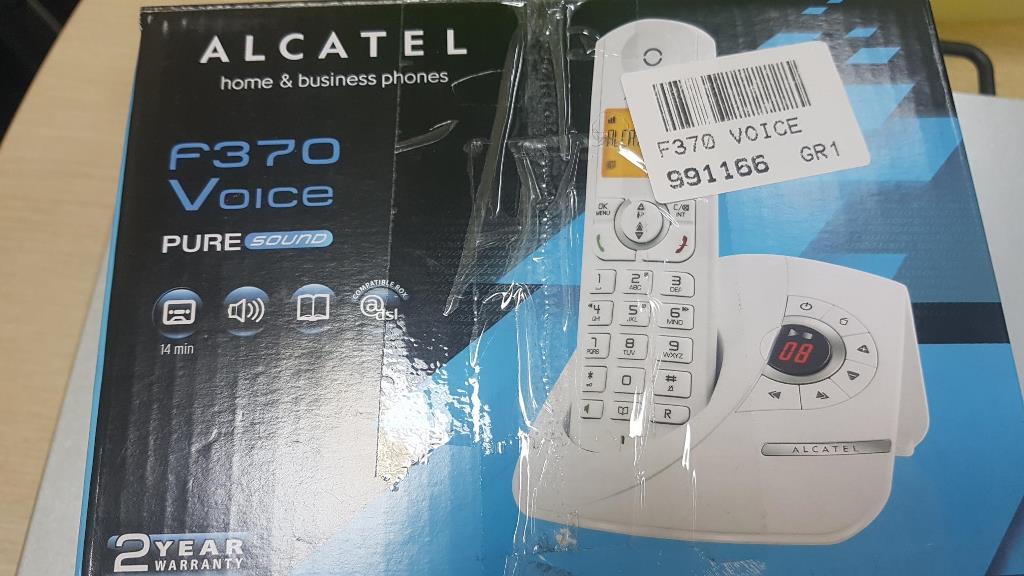 ALCATEL
home & business phones
F370
Voice
PURE SOUND
14 min
COMPATIBLE BOX
@dsl
2 YEAR
WARRANTY
F370 VOICE
991166 GR1
OK
MENU
P
C/
INT
1 2 3
ABC DEF
4 5 6
JKL MNO
7 8 9
PQRS TUV WXYZ
* 0 #
R
08
ALCATEL